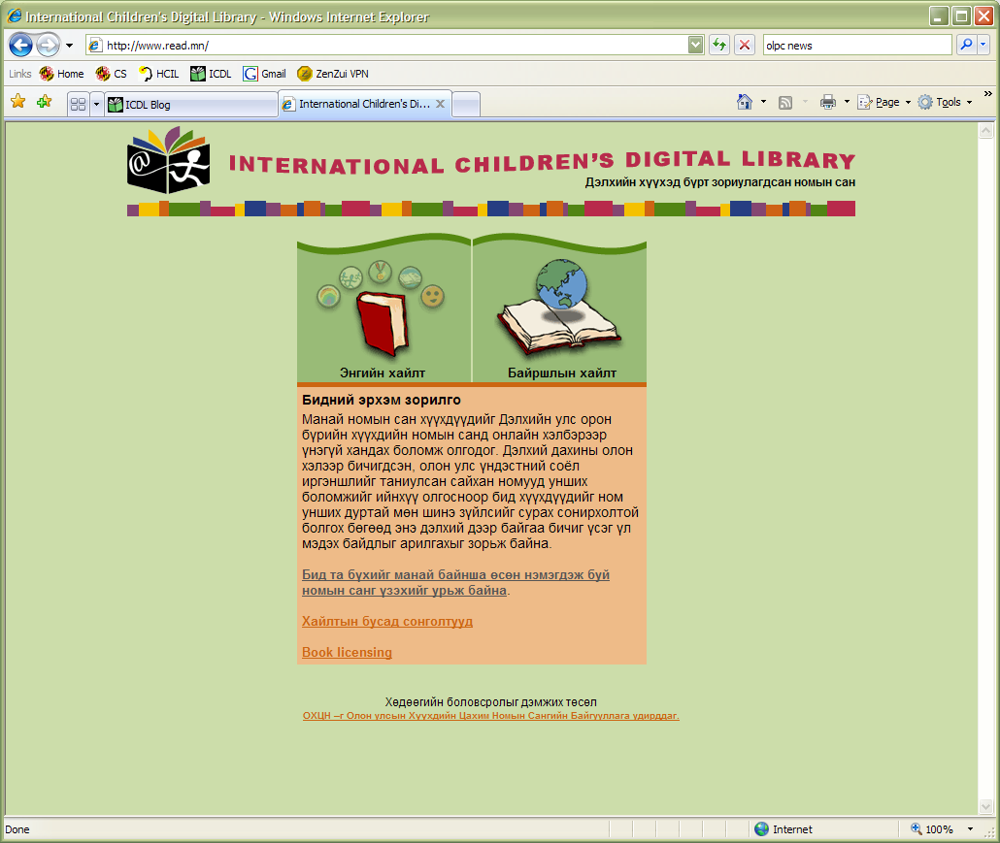 International Children's Digital Library - Windows Internet Explorer
http://www.read.mn/
olpc news
Links Home CS HCIL ICDL Gmail ZenZui VPN
ICDL Blog International Children's Di... Page Tools »
INTERNATIONAL CHILDREN'S DIGITAL LIBRARY
Дэлхийн хүүхэд бүрт зориулагдсан номын сан
Энгийн хайлт Байршлын хайлт
Бидний эрхэм зорилго
Манай номын сан хүүхдүүдийг Дэлхийн улс орон
бүрийн хүүхдийн номын санд онлайн хэлбэрээр
үнэгүй хандах боломж олгодог. Дэлхий дахины олон
хэлээр бичигдсэн, олон улс үндэстний соёл
иргэншлийг таниулсан сайхан номууд унших
боломжийг ийнхүү олгосноор бид хүүхдүүдийг ном
унших дуртай мөн шинэ зүйлсийг сурах сонирхолтой
болгох бөгөөд энэ дэлхий дээр байгаа бичиг үсэг үл
мэдэх байдлыг арилгахыг зорьж байна.
Бид та бүхийг манай байнша өсөн нэмэгдэж буй
номын санг үзэхийг урьж байна.
Хайлтын бусад сонголтууд
Book licensing
Хөдөөгийн боловсролыг дэмжих төсөл
ОХЦН –г Олон улсын Хүүхдийн Цахим Номын Сангийн Байгууллага удирддаг.
Done Internet 100%